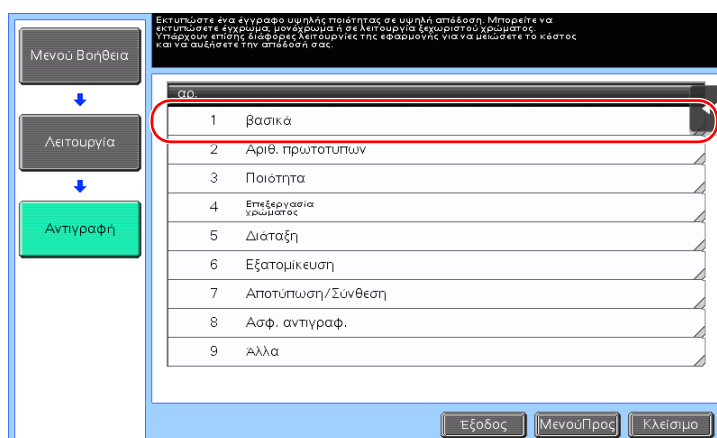 Εκτυπώστε ένα έγγραφο υψηλής ποιότητας σε υψηλή απόδοση. Μπορείτε να
εκτυπώσετε έγχρωμα, μονόχρωμα ή σε λειτουργία ξεχωριστού χρώματος.
Υπάρχουν επίσης διάφορες λειτουργίες της εφαρμογής για να μειώσετε το κόστος
και να αυξήσετε την απόδοσή σας.
Μενού Βοήθεια
Λειτουργία
Αντιγραφή
αρ.
1 βασικά
2 Αριθ. πρωτοτυπων
3 Ποιότητα
4 Επεξεργασία
χρώματος
5 Διάταξη
6 Εξατομίκευση
7 Αποτύπωση/Σύνθεση
8 Ασφ. αντιγραφ.
9 Άλλα
Έξοδος ΜενούΠρος Κλείσιμο